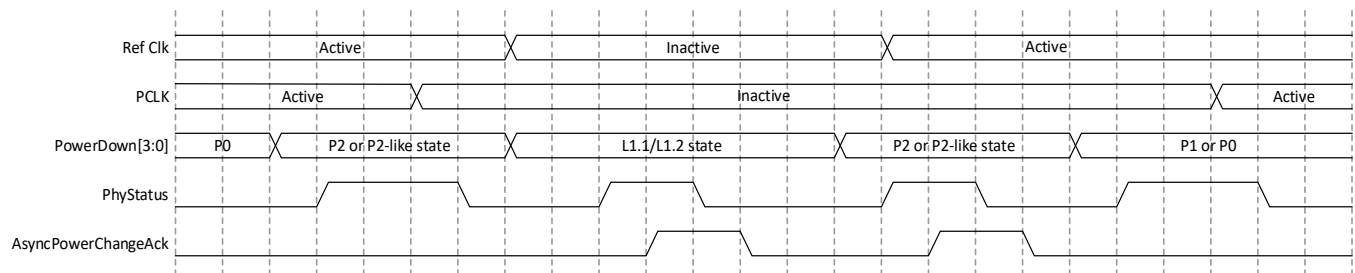 Ref Clk Active Inactive Active
PCLK Active Inactive Active
PowerDown[3:0] P0 P2 or P2-like state L1.1/L1.2 state P2 or P2-like state P1 or P0
PhyStatus
AsyncPowerChangeAck